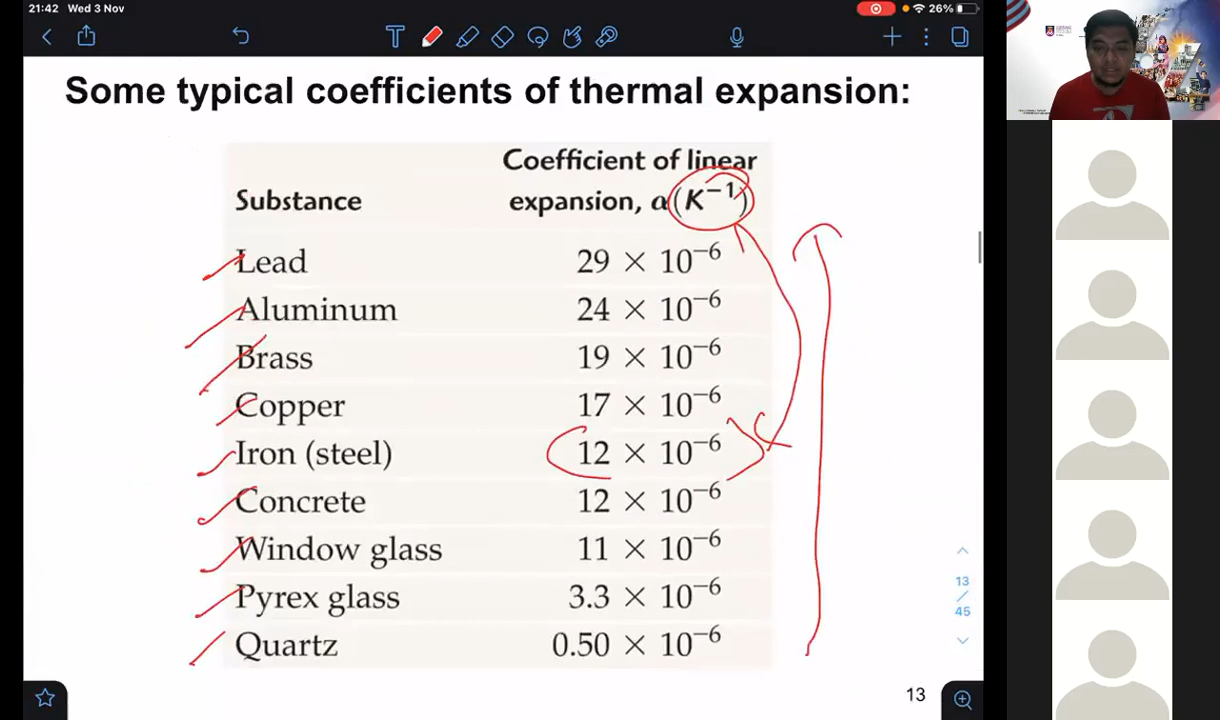 21:42 Wed 3 Nov
26%
Some typical coefficients of thermal expansion:
Coefficient of linear
Substance expansion, α (K⁻¹)
Lead 29 × 10⁻⁶
Aluminum 24 × 10⁻⁶
Brass 19 × 10⁻⁶
Copper 17 × 10⁻⁶
Iron (steel) 12 × 10⁻⁶
Concrete 12 × 10⁻⁶
Window glass 11 × 10⁻⁶
Pyrex glass 3.3 × 10⁻⁶
Quartz 0.50 × 10⁻⁶
13
/
45
13